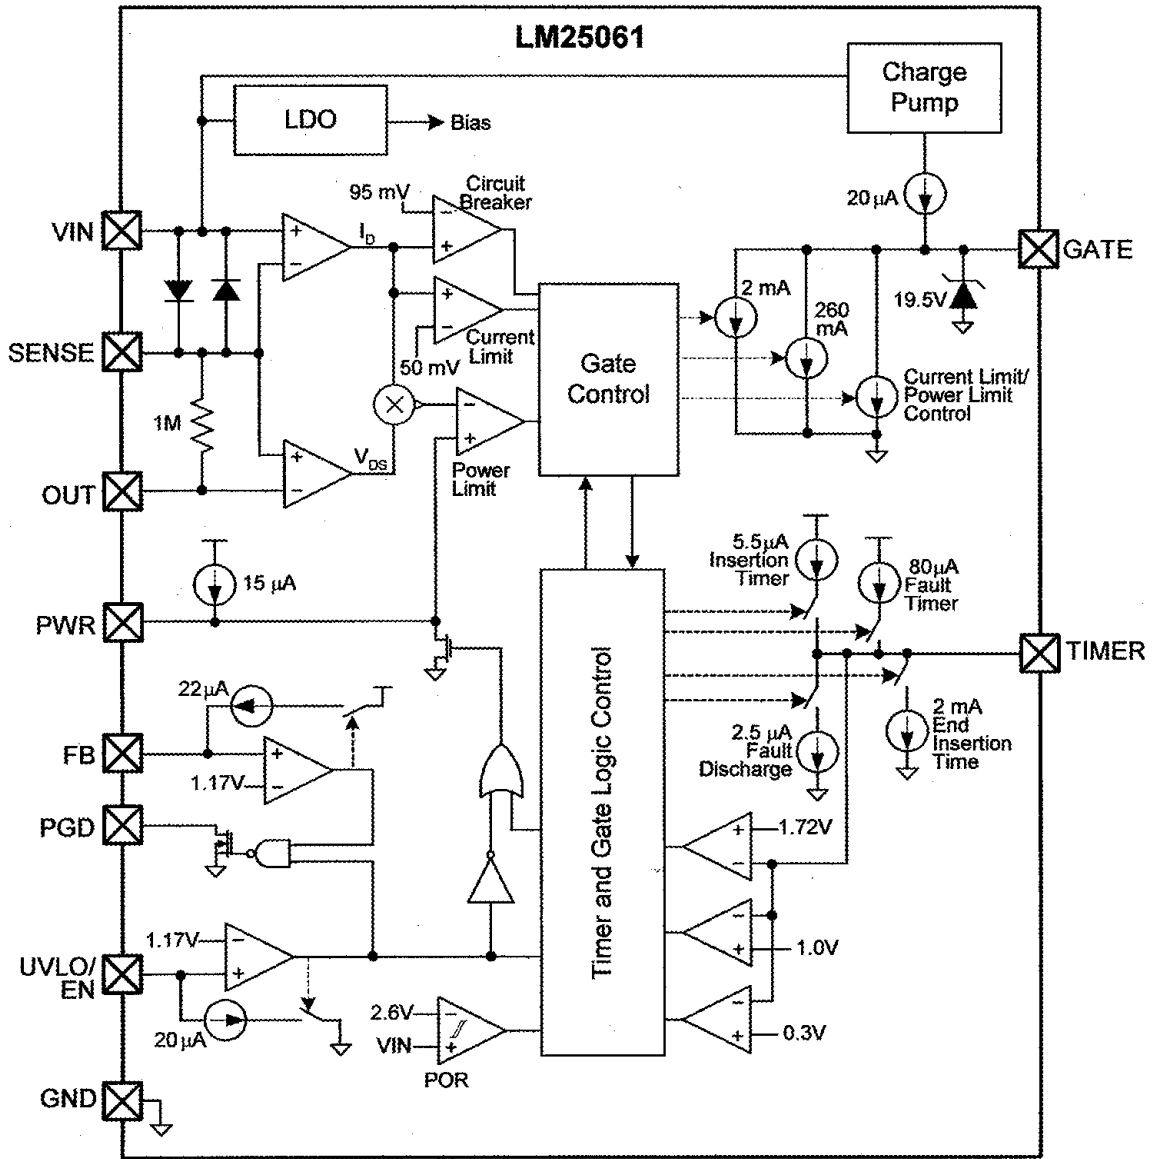 LM25061
Charge
Pump
LDO
Bias
20 µA
95 mV
Circuit
Breaker
VIN
I_D
GATE
2 mA
260
mA
19.5V
SENSE
50 mV
Current
Limit
Gate
Control
Current Limit/
Power Limit
Control
1M
V_DS
Power
Limit
OUT
15 µA
5.5µA
Insertion
Timer
80µA
Fault
Timer
PWR
TIMER
22µA
FB
1.17V
2.5 µA
Fault
Discharge
2 mA
End
Insertion
Time
PGD
Timer and Gate Logic Control
1.72V
1.17V
1.0V
UVLO/
EN
20µA
2.6V
VIN
POR
0.3V
GND